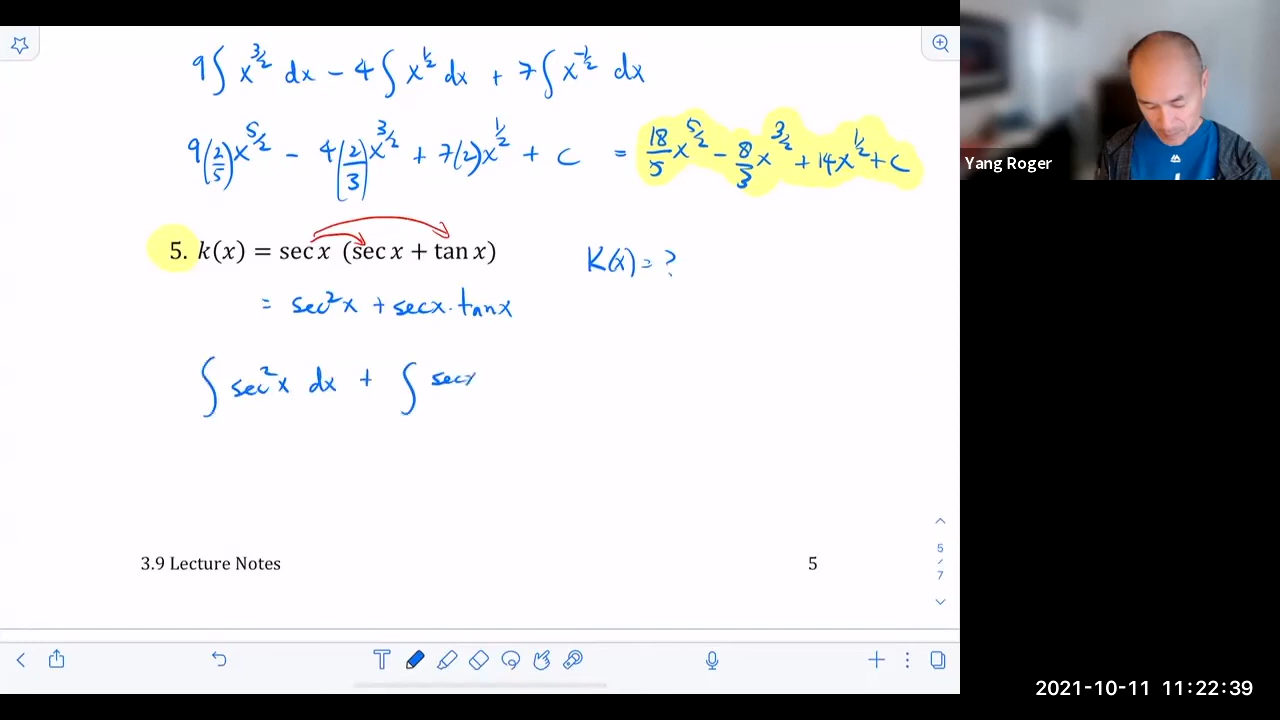 9∫ x^{3/2} dx - 4∫ x^{1/2} dx + 7∫ x^{-1/2} dx
9(2/5)x^{5/2} - 4(2/3)x^{3/2} + 7(2)x^{1/2} + C = 18/5 x^{5/2} - 8/3 x^{3/2} + 14x^{1/2} + C
5. k(x) = sec x (sec x + tan x)
K(x) = ?
= sec²x + secx·tanx
∫ sec²x dx + ∫ secx
3.9 Lecture Notes
5
5
/
7
T
Yang Roger
2021-10-11 11:22:39